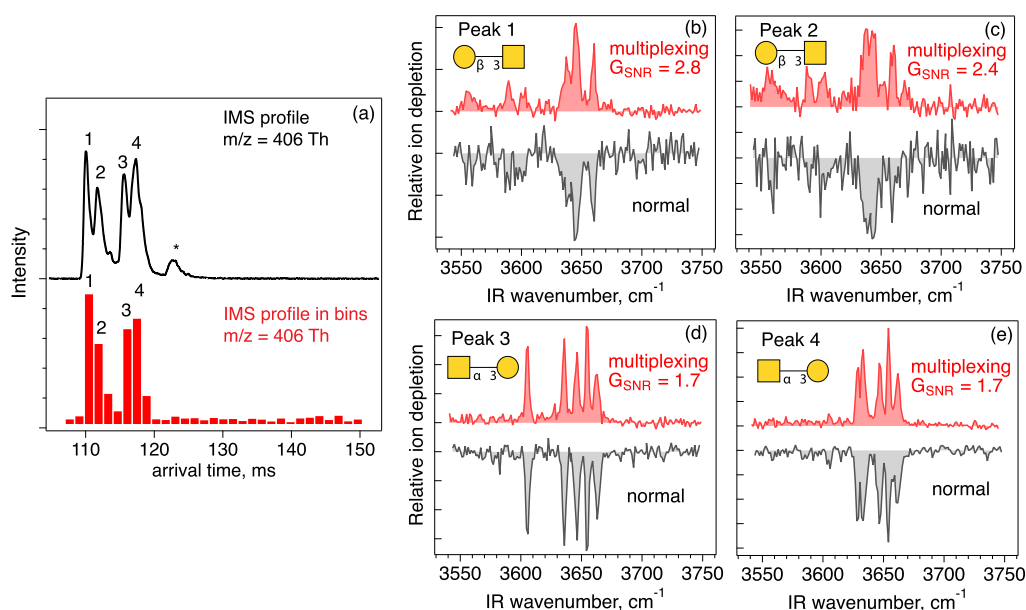 (a)
IMS profile
m/z = 406 Th
1
2
3
4
*
Intensity
1
2
3
4
IMS profile in bins
m/z = 406 Th
110 120 130 140 150
arrival time, ms
(b)
Peak 1
β 3
multiplexing
GSNR = 2.8
normal
Relative ion depletion
3550 3600 3650 3700 3750
IR wavenumber, cm-1
(c)
Peak 2
β 3
multiplexing
GSNR = 2.4
normal
3550 3600 3650 3700 3750
IR wavenumber, cm-1
(d)
Peak 3
α 3
multiplexing
GSNR = 1.7
normal
Relative ion depletion
3550 3600 3650 3700 3750
IR wavenumber, cm-1
(e)
Peak 4
α 3
multiplexing
GSNR = 1.7
normal
3550 3600 3650 3700 3750
IR wavenumber, cm-1